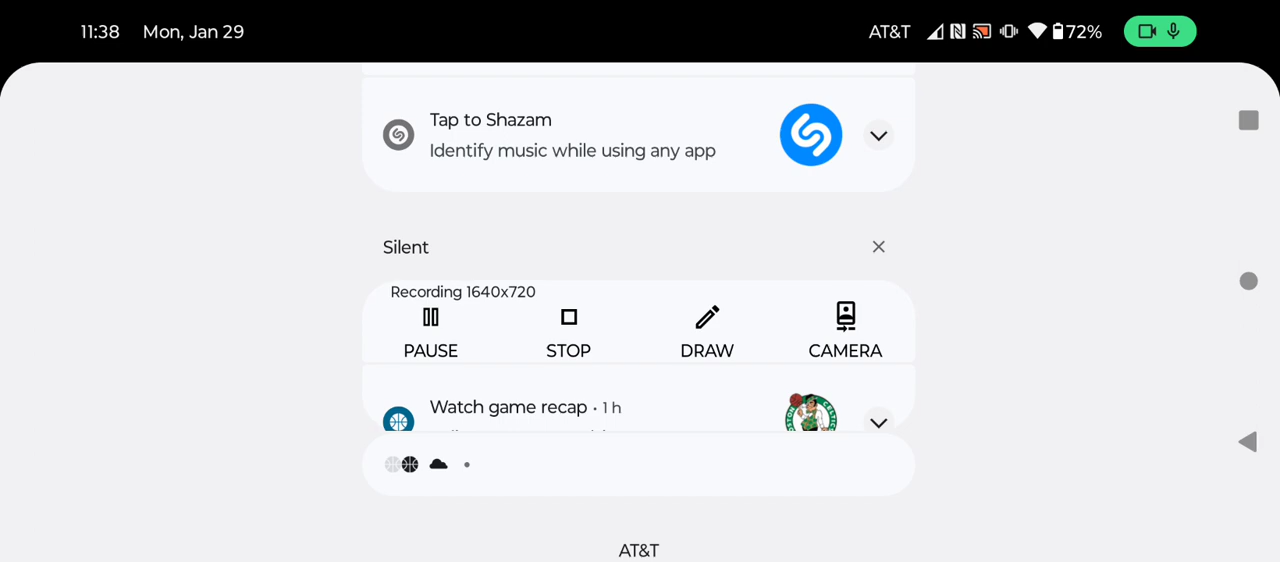 11:38 Mon, Jan 29 AT&T 72%
Tap to Shazam
Identify music while using any app
Silent
Recording 1640x720
PAUSE STOP DRAW CAMERA
Watch game recap • 1 h
AT&T